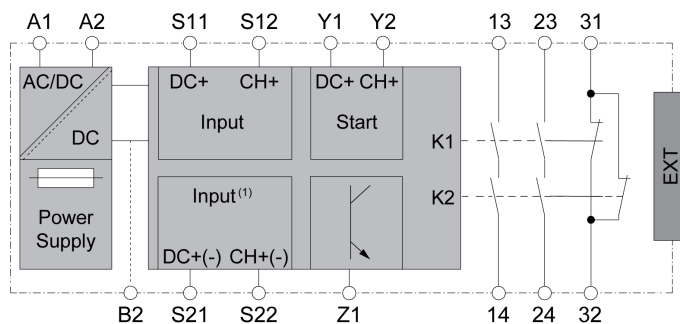 A1 A2 S11 S12 Y1 Y2 13 23 31
AC/DC DC+ CH+ DC+ CH+
Input Start
DC K1
EXT
Input (1) K2
Power
Supply
DC+(-) CH+(-)
B2 S21 S22 Z1 14 24 32